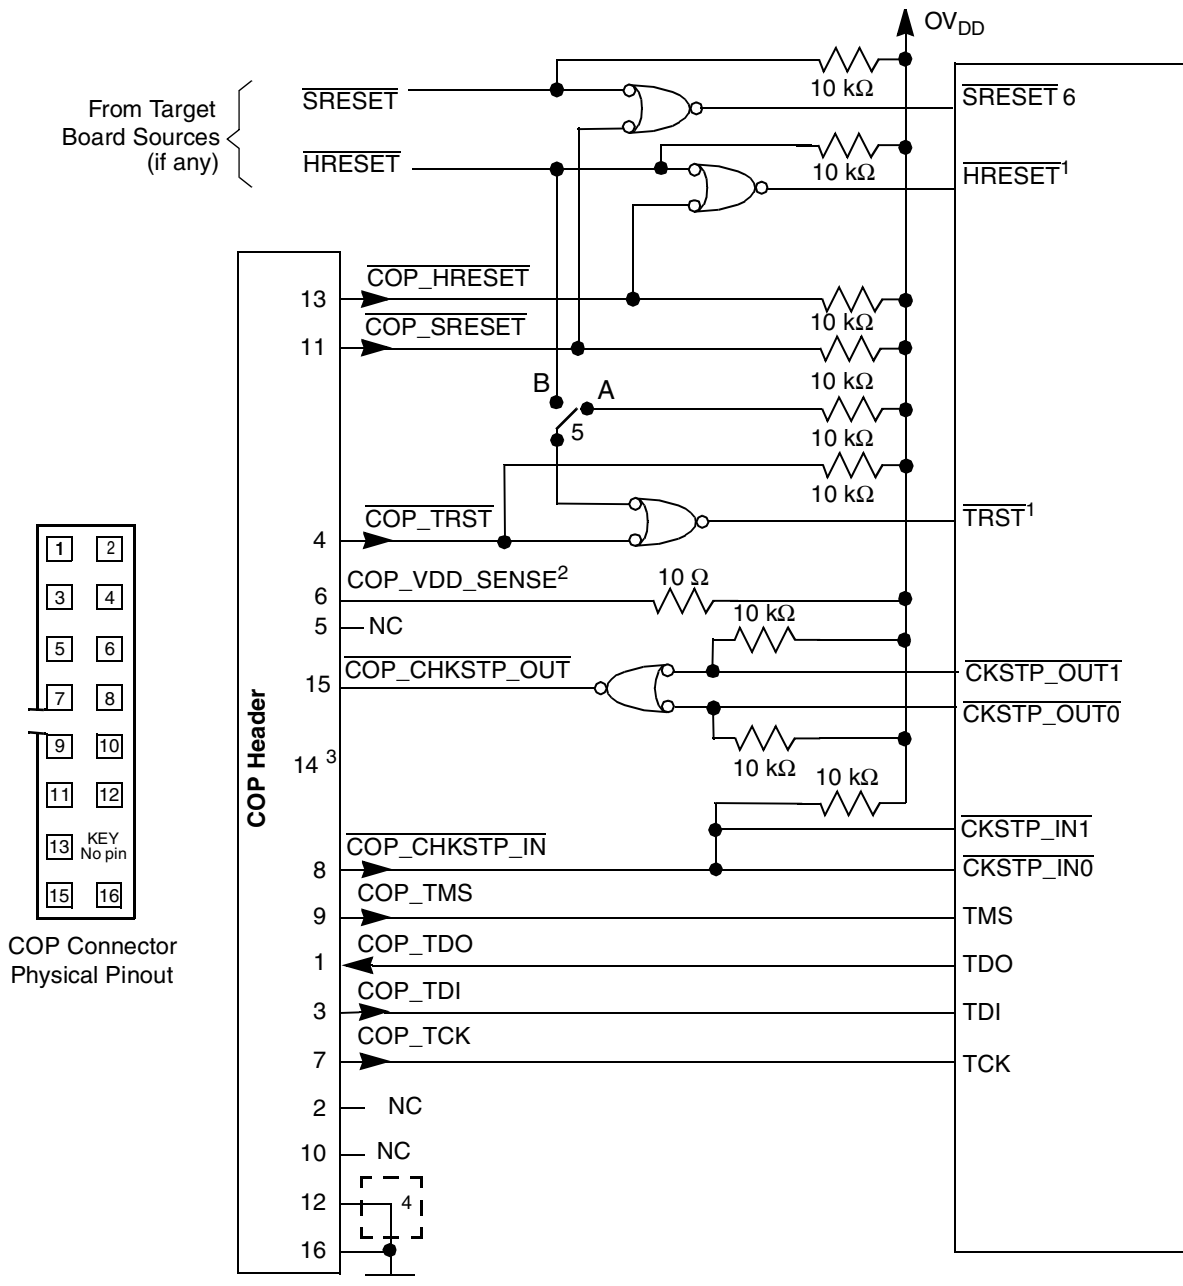 OVDD
10 kΩ
From Target
Board Sources
(if any)
SRESET
SRESET 6
HRESET
10 kΩ
HRESET1
13
COP_HRESET
10 kΩ
11
COP_SRESET
10 kΩ
B
A
5
10 kΩ
10 kΩ
4
COP_TRST
TRST1
6
COP_VDD_SENSE2
10 Ω
5
NC
10 kΩ
15
COP_CHKSTP_OUT
CKSTP_OUT1
CKSTP_OUT0
14 3
10 kΩ
10 kΩ
COP Header
CKSTP_IN1
8
COP_CHKSTP_IN
CKSTP_IN0
9
COP_TMS
TMS
1
COP_TDO
TDO
3
COP_TDI
TDI
7
COP_TCK
TCK
2
NC
10
NC
12
4
16
1 2
3 4
5 6
7 8
9 10
11 12
13 KEY
No pin
15 16
COP Connector
Physical Pinout